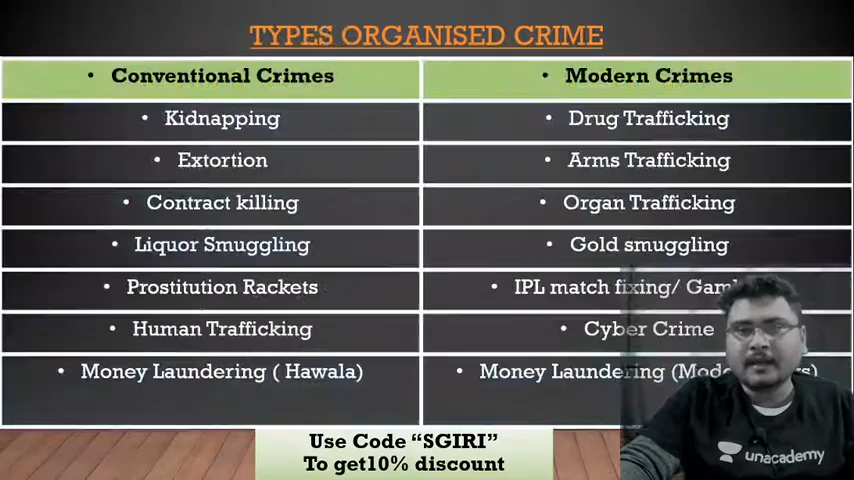 TYPES ORGANISED CRIME
• Conventional Crimes
• Modern Crimes
• Kidnapping
• Drug Trafficking
• Extortion
• Arms Trafficking
• Contract killing
• Organ Trafficking
• Liquor Smuggling
• Gold smuggling
• Prostitution Rackets
• IPL match fixing/
• Human Trafficking
• Cyber Crime
• Money Laundering ( Hawala)
• Money Laundering
Use Code “SGIRI”
To get10% discount
unacademy